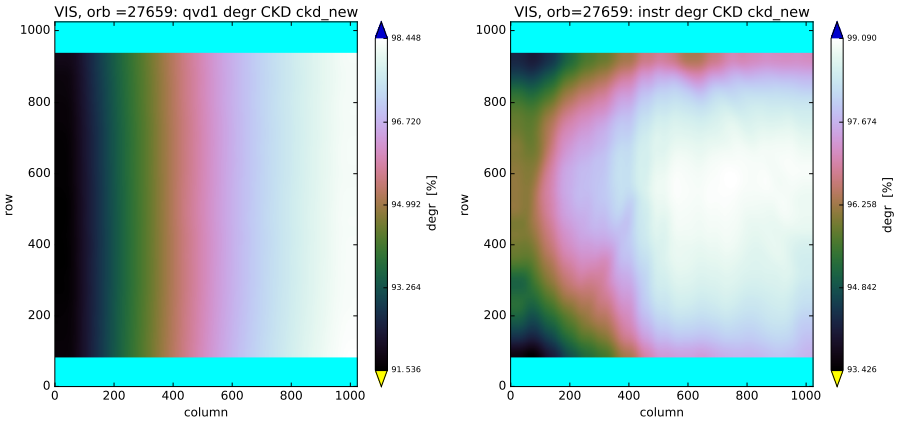 VIS, orb =27659: qvd1 degr CKD ckd_new
1000
800
600
400
200
0
row
0 200 400 600 800 1000
column
98.448
96.720
94.992
93.264
91.536
degr [%]
VIS, orb=27659: instr degr CKD ckd_new
1000
800
600
400
200
0
row
0 200 400 600 800 1000
column
99.090
97.674
96.258
94.842
93.426
degr [%]